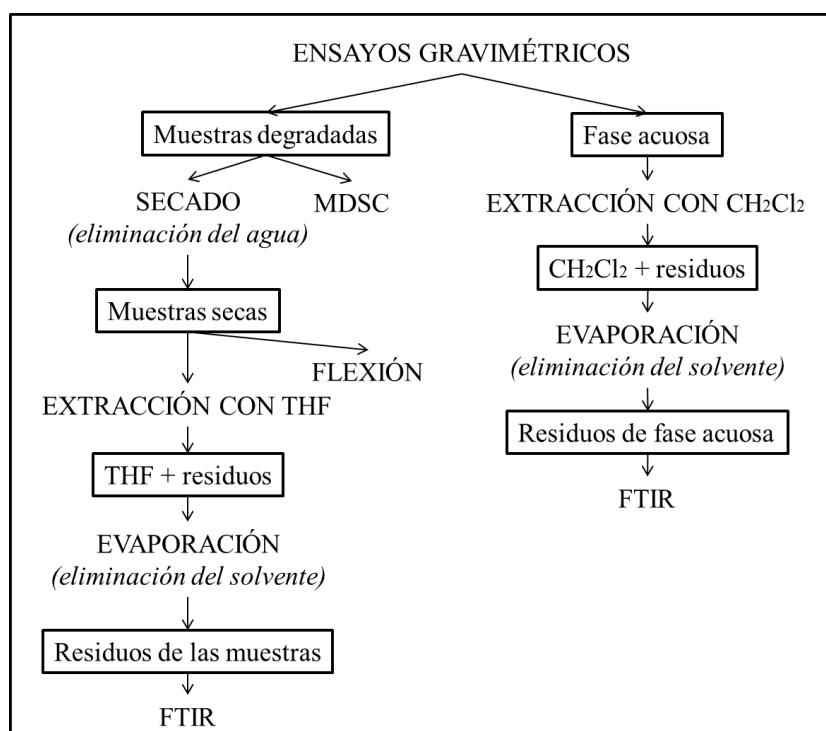 ENSAYOS GRAVIMÉTRICOS
Muestras degradadas
SECADO
(eliminación del agua)
MDSC
Muestras secas
FLEXIÓN
EXTRACCIÓN CON THF
THF + residuos
EVAPORACIÓN
(eliminación del solvente)
Residuos de las muestras
FTIR
Fase acuosa
EXTRACCIÓN CON CH₂Cl₂
CH₂Cl₂ + residuos
EVAPORACIÓN
(eliminación del solvente)
Residuos de fase acuosa
FTIR